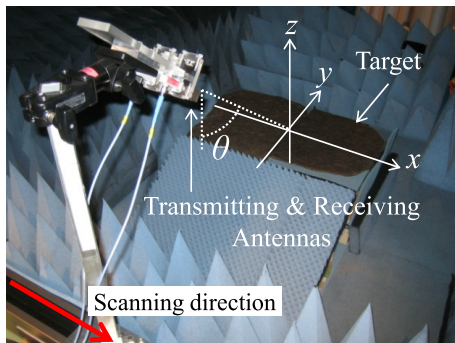 z
y
Target
x
θ
Transmitting & Receiving
Antennas
Scanning direction